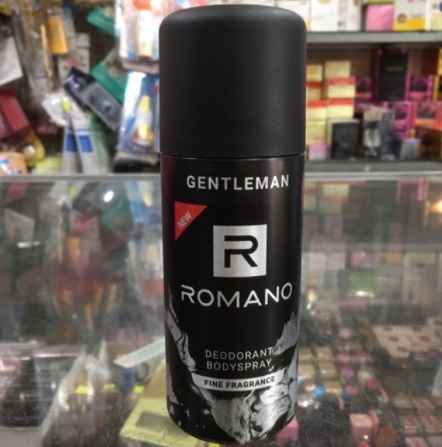 GENTLEMAN
NEW
R
ROMANO
DEODORANT
BODYSPRAY
FINE FRAGRANCE